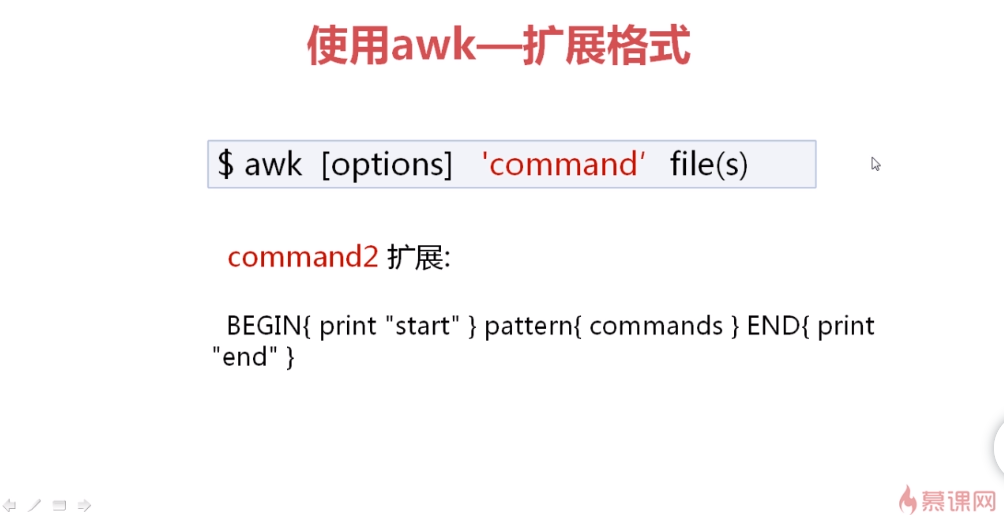 使用awk—扩展格式
$ awk [options] 'command' file(s)
command2 扩展:
BEGIN{ print "start" } pattern{ commands } END{ print
"end" }
慕课网